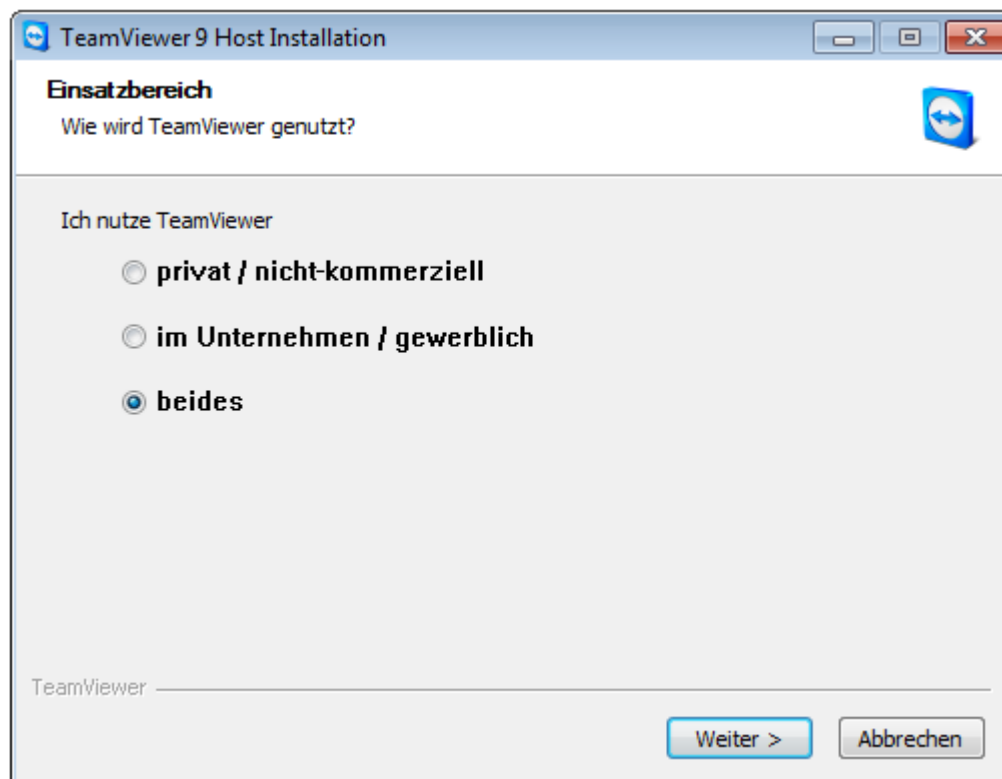 TeamViewer 9 Host Installation
Einsatzbereich
Wie wird TeamViewer genutzt?
Ich nutze TeamViewer
privat / nicht-kommerziell
im Unternehmen / gewerblich
beides
TeamViewer
Weiter >
Abbrechen